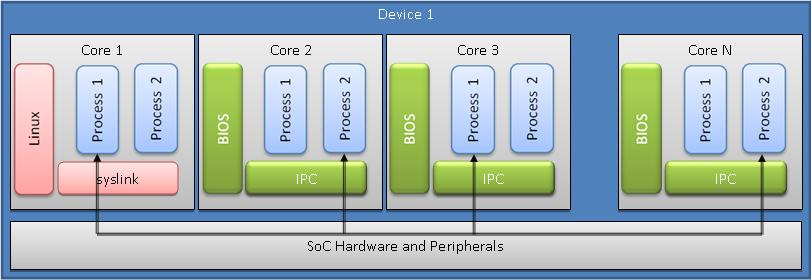 Device 1
Core 1
Core 2
Core 3
Core N
Linux
Process 1
Process 2
syslink
BIOS
Process 1
Process 2
IPC
BIOS
Process 1
Process 2
IPC
BIOS
Process 1
Process 2
IPC
SoC Hardware and Peripherals